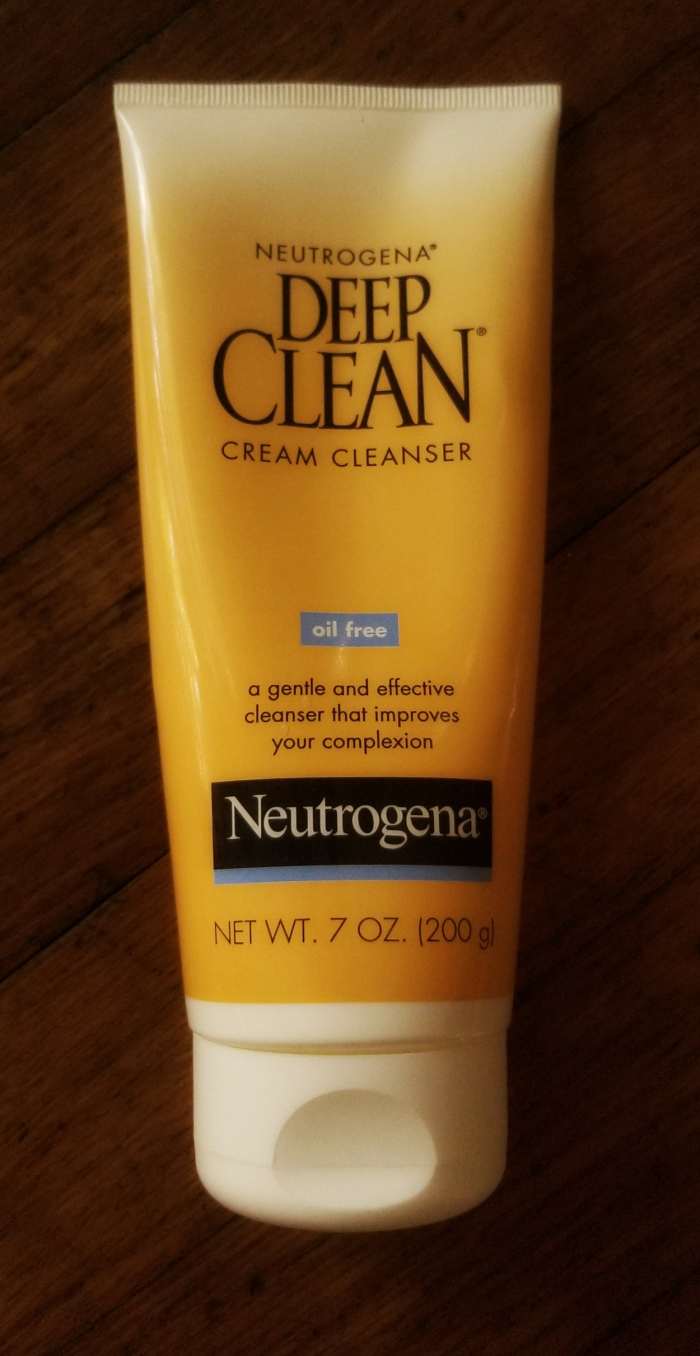 NEUTROGENA®
DEEP
CLEAN®
CREAM CLEANSER
oil free
a gentle and effective
cleanser that improves
your complexion
Neutrogena®
NET WT. 7 OZ. (200 g)